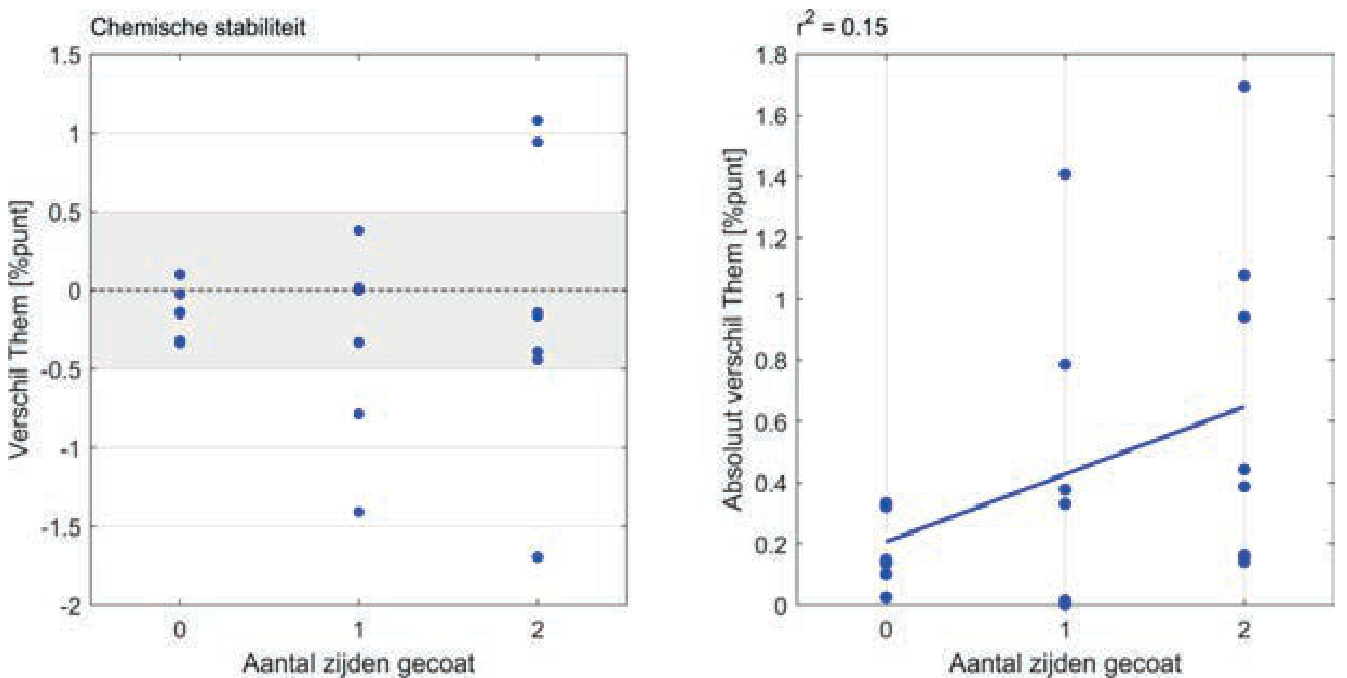 Chemische stabiliteit
1.5
1
0.5
0
-0.5
-1
-1.5
-2
Verschil Them [%punt]
0 1 2
Aantal zijden gecoat
r² = 0.15
1.8
1.6
1.4
1.2
1
0.8
0.6
0.4
0.2
0
Absoluut verschil Them [%punt]
0 1 2
Aantal zijden gecoat